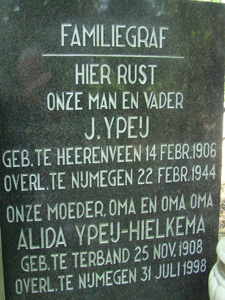 FAMILIEGRAF
HIER RUST
ONZE MAN EN VADER
J. YPEIJ
GEB. TE HEERENVEEN 14 FEBR. 1906
OVERL. TE NIJMEGEN 22 FEBR. 1944
ONZE MOEDER, OMA EN OMA OMA
ALIDA YPEIJ-HIELKEMA
GEB. TE TERBAND 25 NOV. 1908
OVERL. TE NIJMEGEN 31 JULI 1998